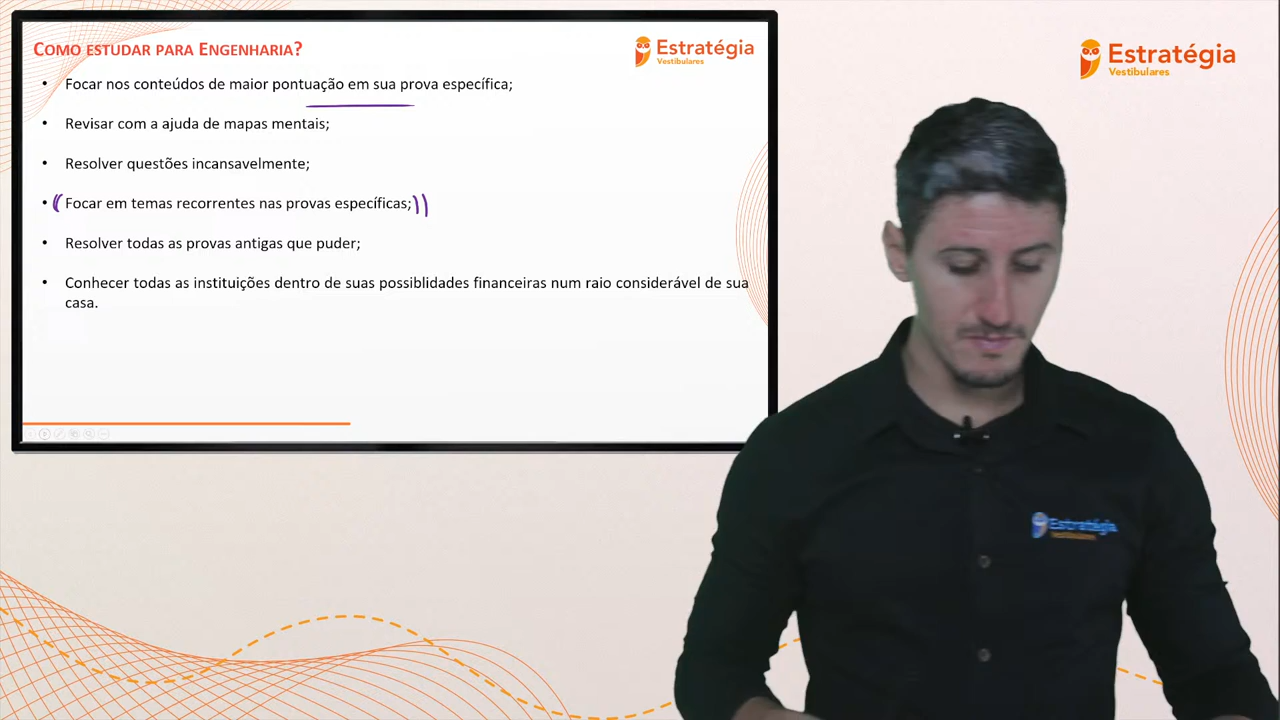 COMO ESTUDAR PARA ENGENHARIA?
Estratégia
Vestibulares
• Focar nos conteúdos de maior pontuação em sua prova específica;
• Revisar com a ajuda de mapas mentais;
• Resolver questões incansavelmente;
• Focar em temas recorrentes nas provas específicas;
• Resolver todas as provas antigas que puder;
• Conhecer todas as instituições dentro de suas possiblidades financeiras num raio considerável de sua
casa.
Estratégia
Vestibulares
Estratégia
Vestibulares